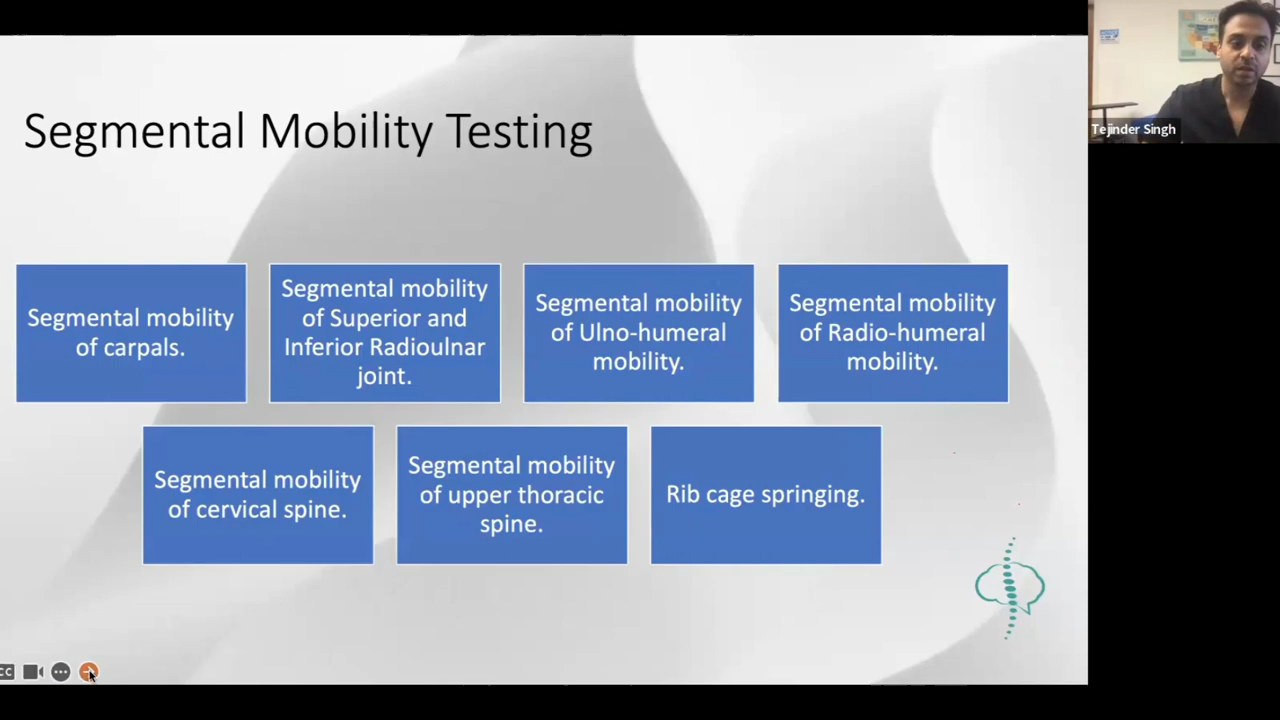 Segmental Mobility Testing
Segmental mobility
of carpals.
Segmental mobility
of Superior and
Inferior Radioulnar
joint.
Segmental mobility
of Ulno-humeral
mobility.
Segmental mobility
of Radio-humeral
mobility.
Segmental mobility
of cervical spine.
Segmental mobility
of upper thoracic
spine.
Rib cage springing.
Tejinder Singh
CC